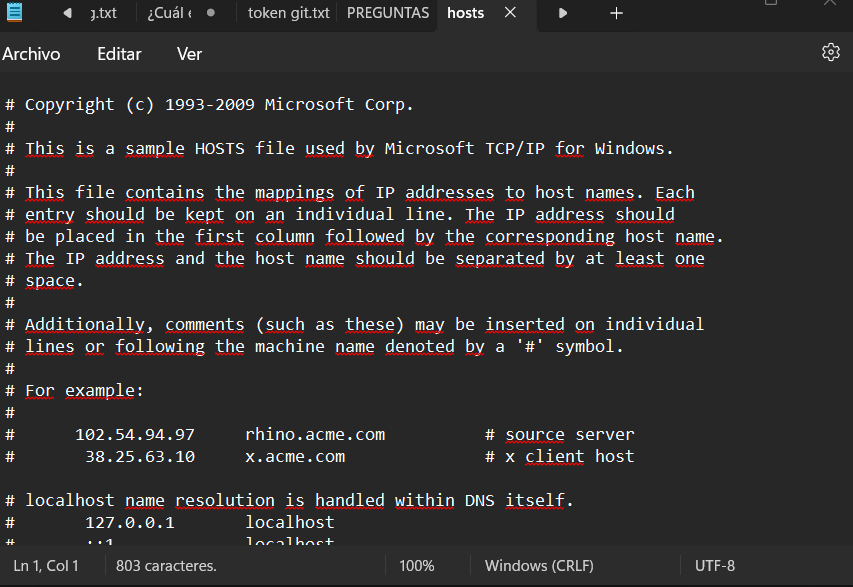 g.txt ¿Cuál token git.txt PREGUNTAS hosts
Archivo Editar Ver
# Copyright (c) 1993-2009 Microsoft Corp.
#
# This is a sample HOSTS file used by Microsoft TCP/IP for Windows.
#
# This file contains the mappings of IP addresses to host names. Each
# entry should be kept on an individual line. The IP address should
# be placed in the first column followed by the corresponding host name.
# The IP address and the host name should be separated by at least one
# space.
#
# Additionally, comments (such as these) may be inserted on individual
# lines or following the machine name denoted by a '#' symbol.
#
# For example:
#
# 102.54.94.97 rhino.acme.com # source server
# 38.25.63.10 x.acme.com # x client host
# localhost name resolution is handled within DNS itself.
# 127.0.0.1 localhost
# ::1 localhost
Ln 1, Col 1 803 caracteres. 100% Windows (CRLF) UTF-8